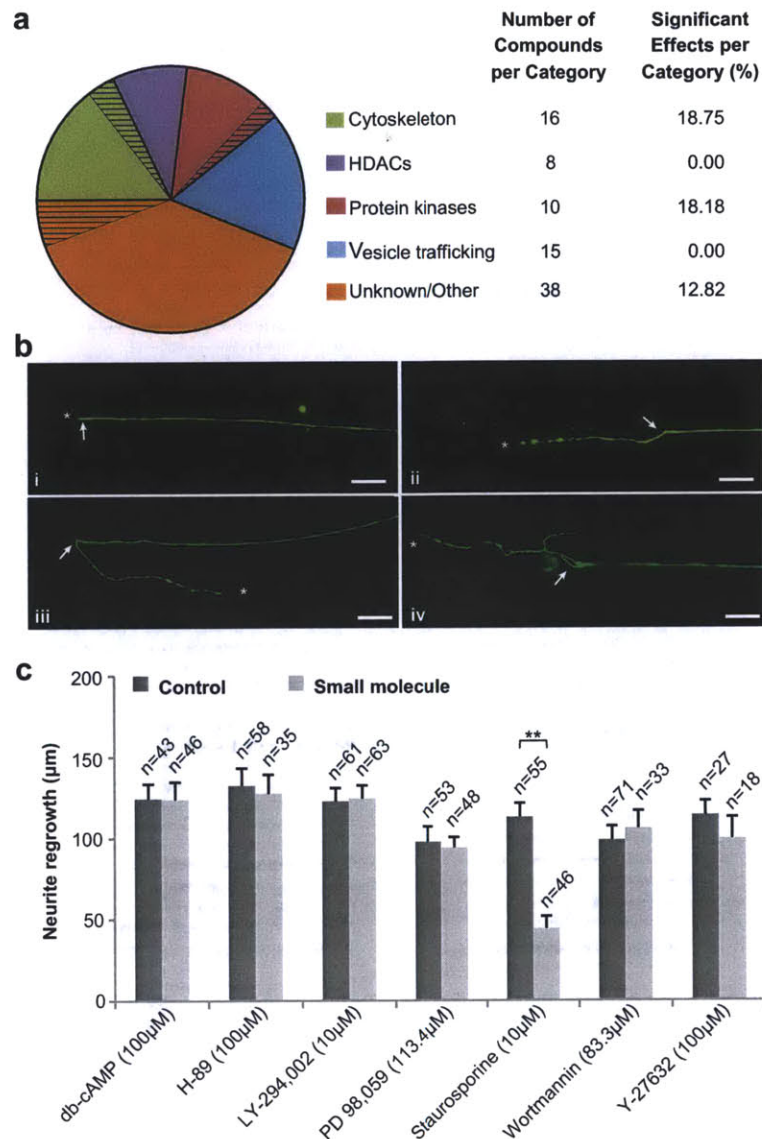 a
Number of Compounds per Category
Significant Effects per Category (%)
Cytoskeleton 16 18.75
HDACs 8 0.00
Protein kinases 10 18.18
Vesicle trafficking 15 0.00
Unknown/Other 38 12.82
b
* i
* ii
iii *
* iv
c
Control Small molecule
Neurite regrowth (µm)
200
150
100
50
0
n=43 n=46
n=58 n=35
n=61 n=63
n=53 n=48
**
n=55 n=46
n=71 n=33
n=27 n=18
db-cAMP (100µM)
H-89 (100µM)
LY-294,002 (10µM)
PD 98,059 (113.4µM)
Staurosporine (10µM)
Wortmannin (83.3µM)
Y-27632 (100µM)